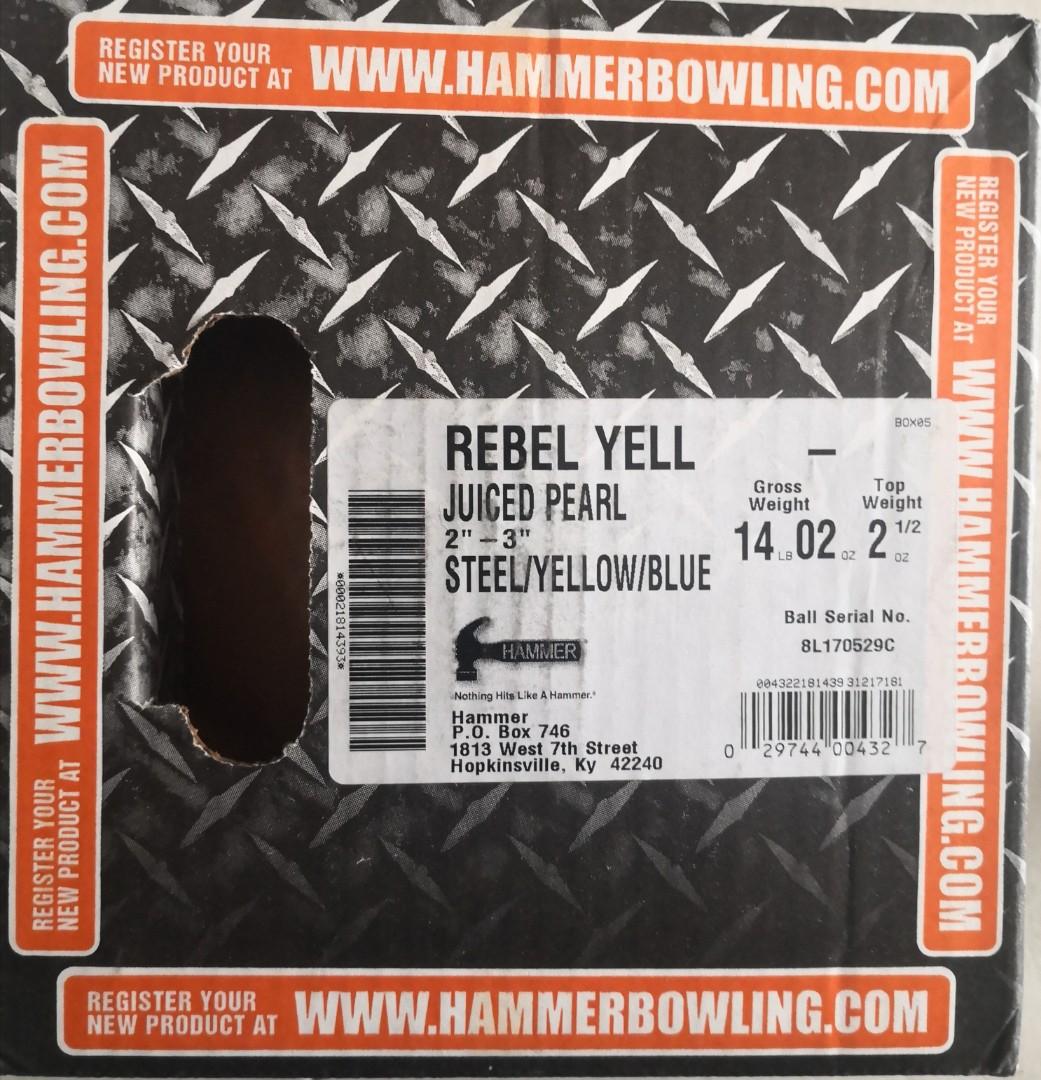 REGISTER YOUR
NEW PRODUCT AT
WWW.HAMMERBOWLING.COM
REGISTER YOUR
NEW PRODUCT AT
WWW.HAMMERBOWLING.COM
REGISTER YOUR
NEW PRODUCT AT
WWW.HAMMERBOWLING.COM
BOX05
REBEL YELL
JUICED PEARL
2" – 3"
STEEL/YELLOW/BLUE
–
Gross
Weight
Top
Weight
14 LB 02 OZ
2 1/2 OZ
Ball Serial No.
8L170529C
*0002181439 3*
HAMMER
Nothing Hits Like A Hammer.®
Hammer
P.O. Box 746
1813 West 7th Street
Hopkinsville, Ky 42240
004322181439 31217181
0 29744 00432 7
REGISTER YOUR
NEW PRODUCT AT
WWW.HAMMERBOWLING.COM